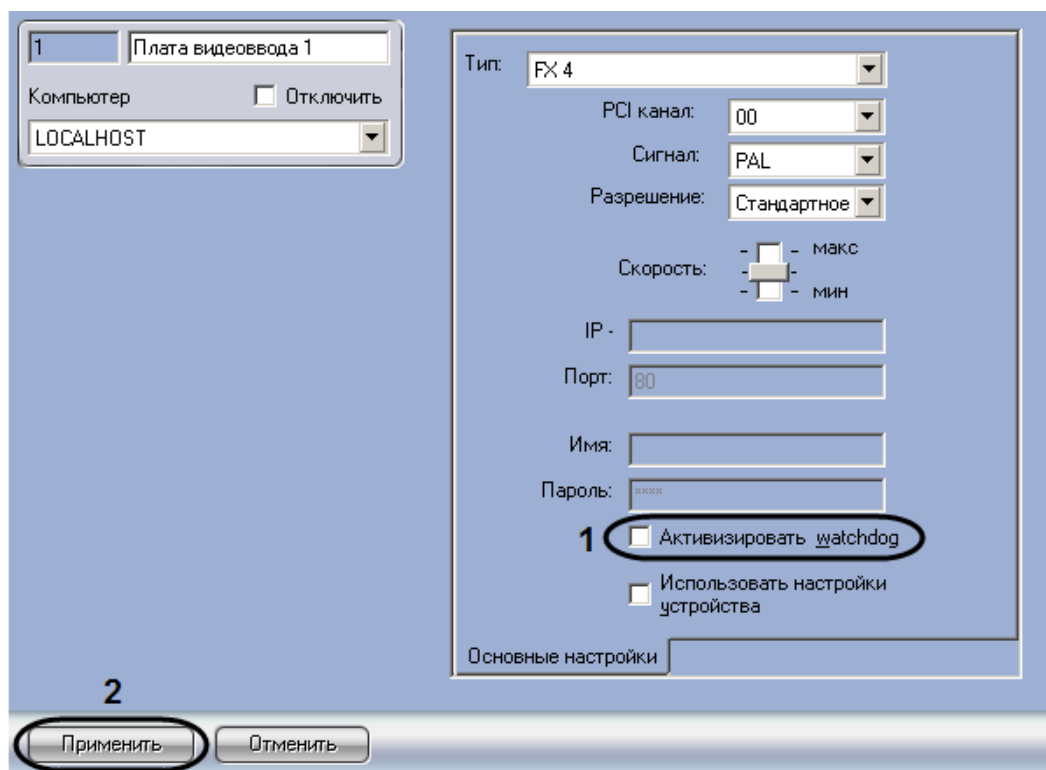 1 Плата видеоввода 1
Компьютер Отключить
LOCALHOST
Тип: FX 4
PCI канал: 00
Сигнал: PAL
Разрешение: Стандартное
макс
Скорость:
мин
IP -
Порт: 80
Имя:
Пароль: ××××
1 Активизировать watchdog
Использовать настройки
устройства
Основные настройки
2
Применить Отменить